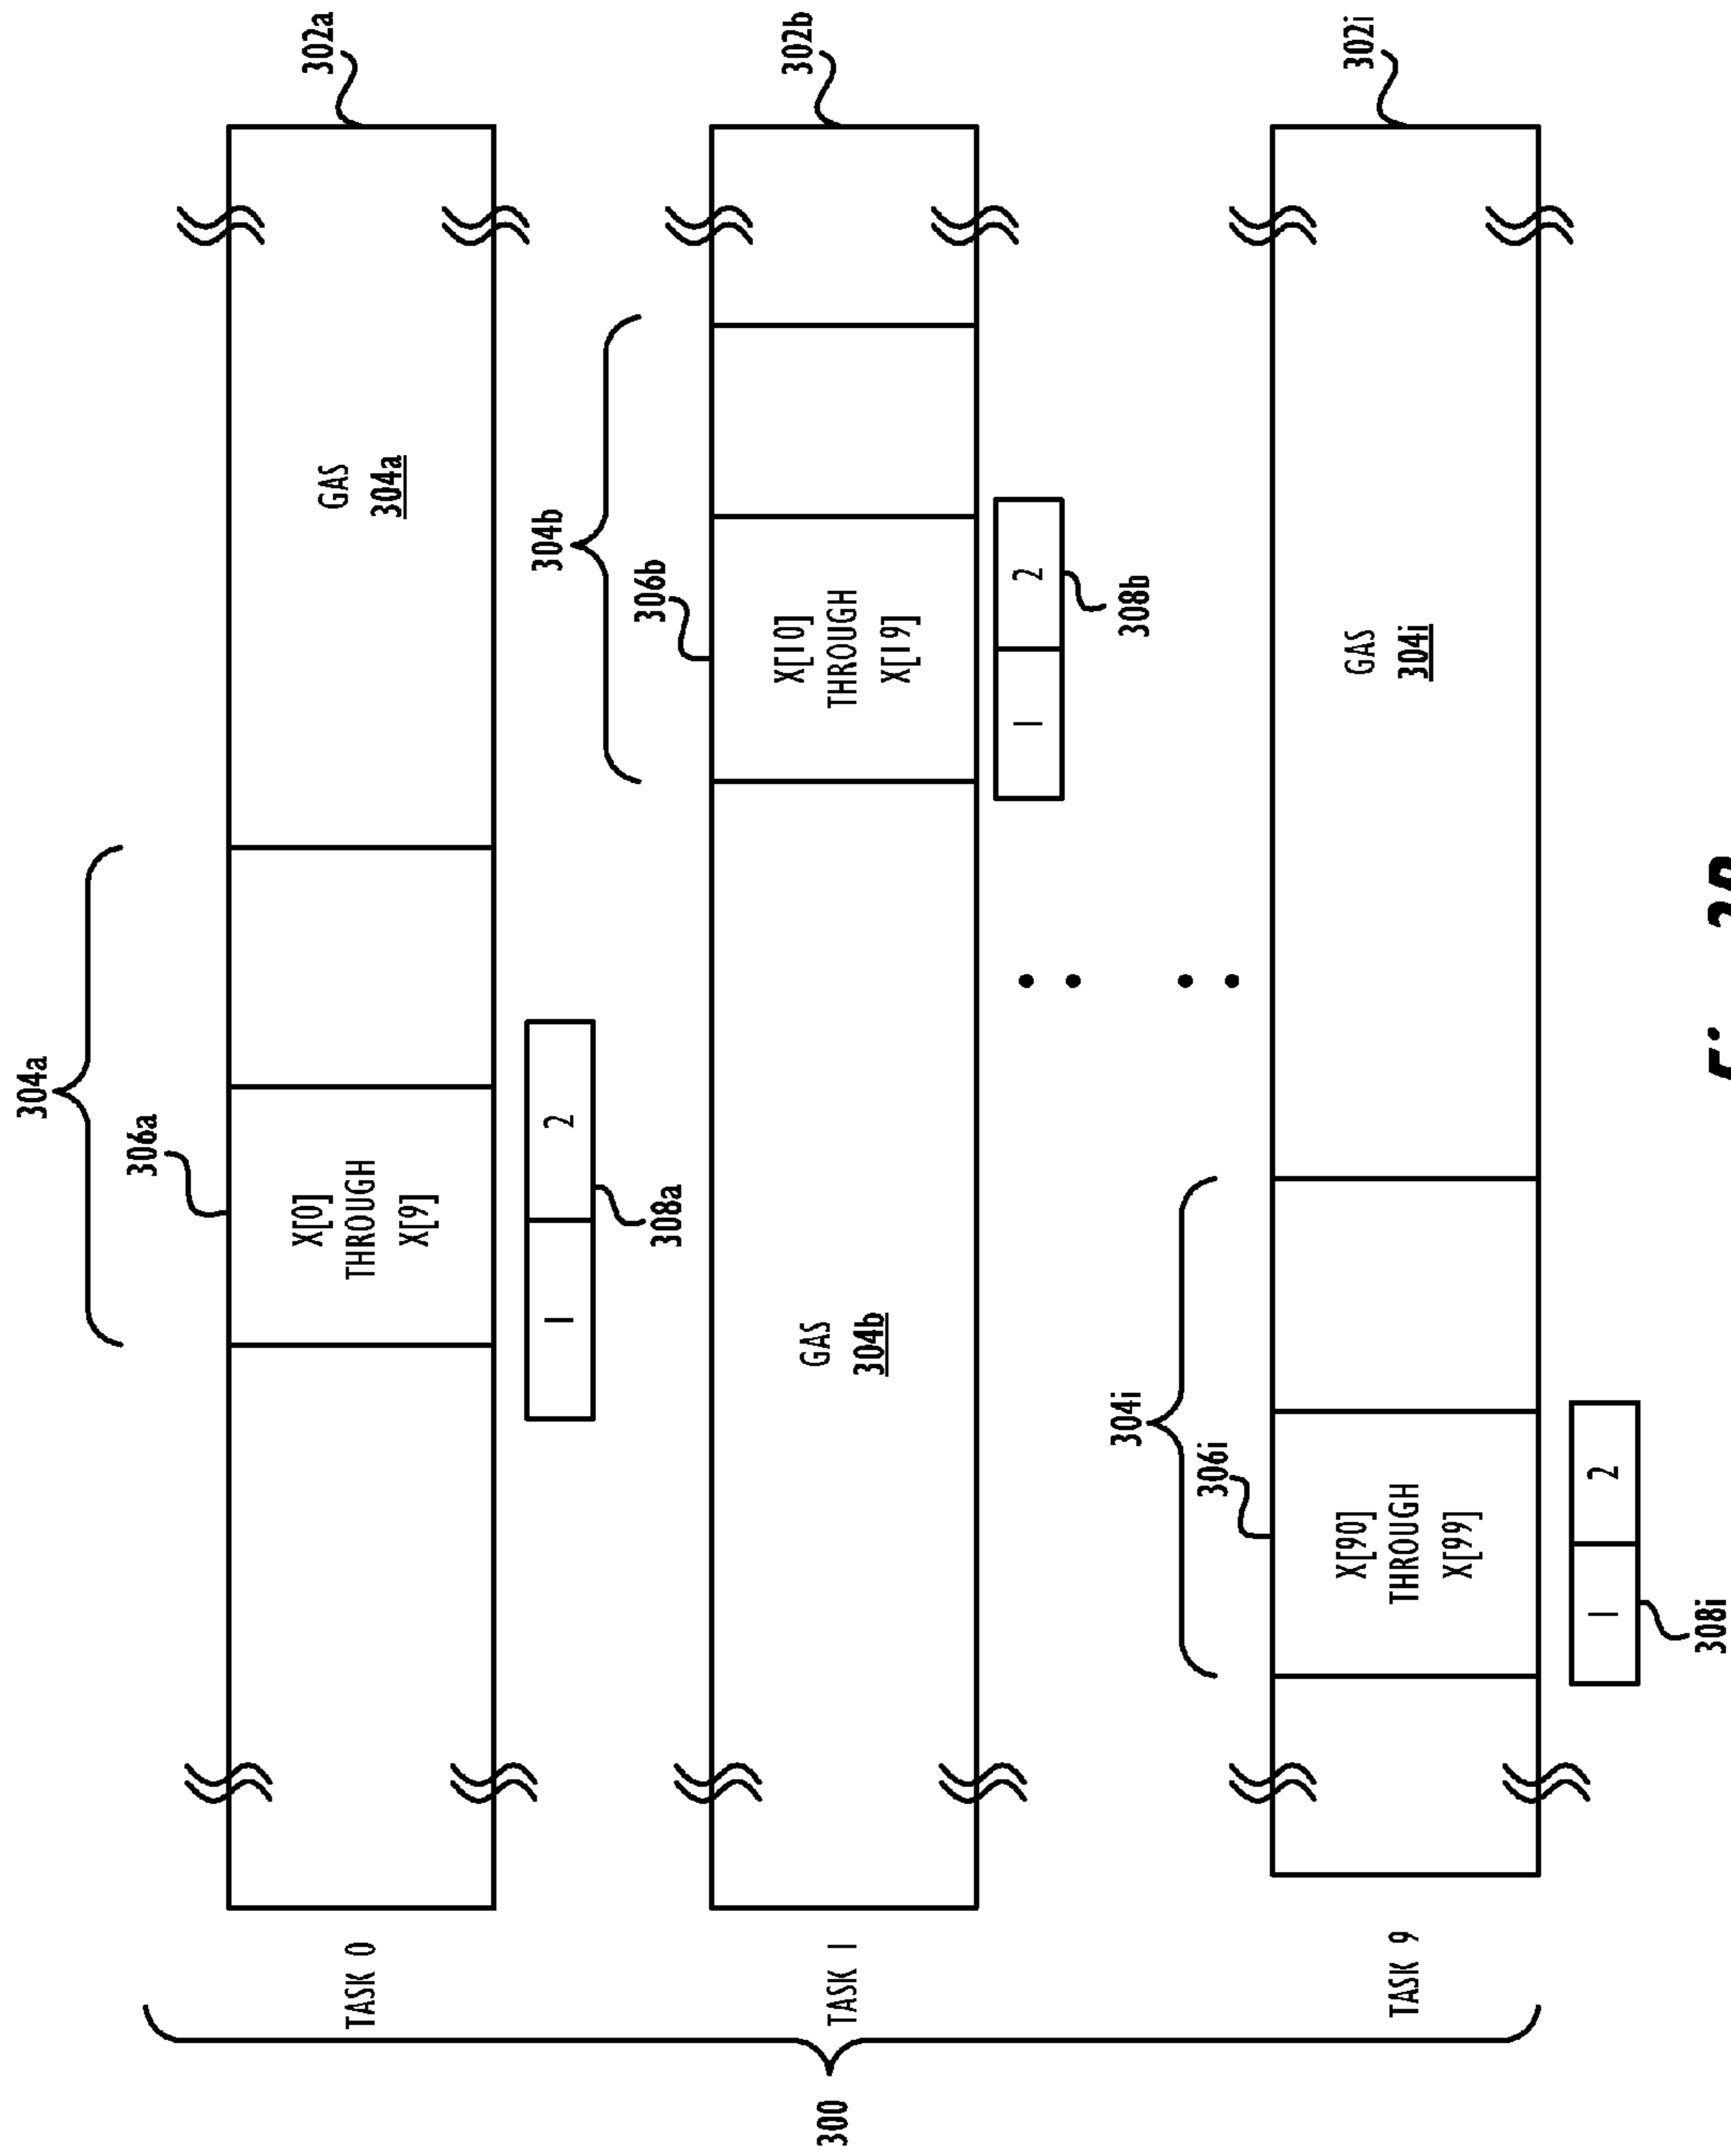 304a
306a
302a
TASK 0
X[0]
THROUGH
X[9]
GAS
304a
1 2
308a
304b
306b
302b
TASK 1
GAS
304b
X[10]
THROUGH
X[19]
1 2
308b
300
304i
306i
302i
TASK 9
X[90]
THROUGH
X[99]
GAS
304i
1 2
308i